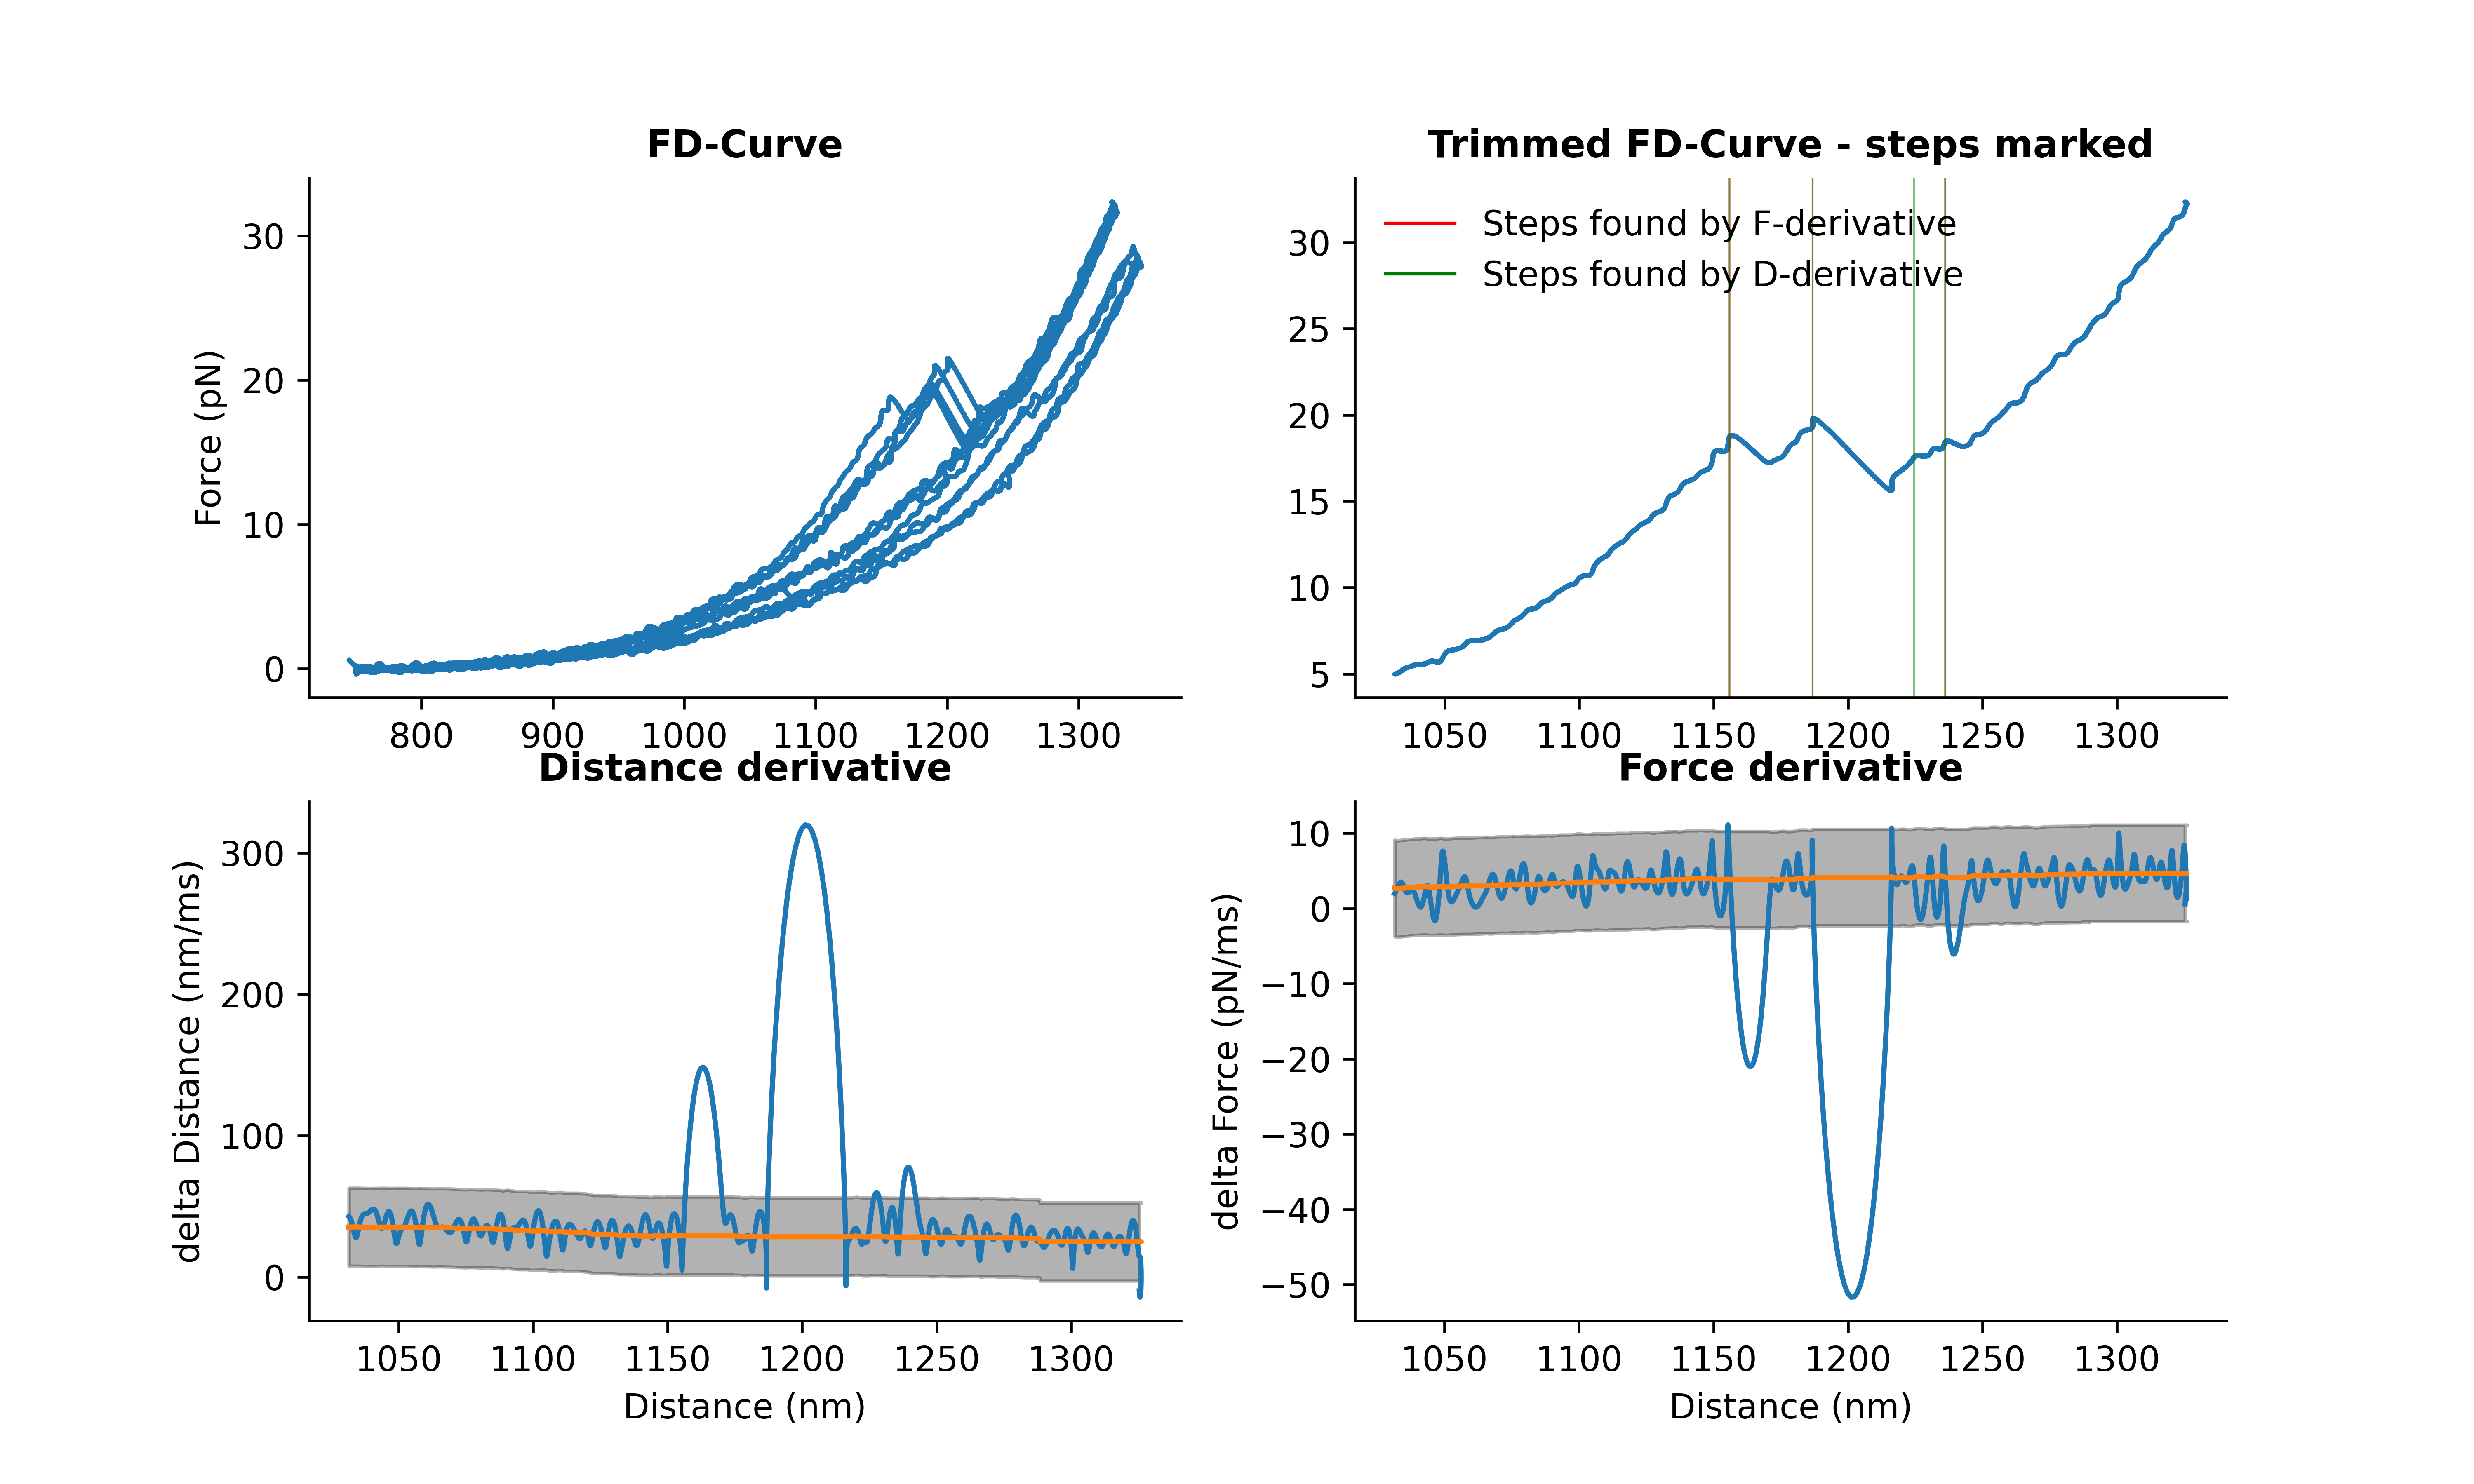 FD-Curve
Force (pN)
30
20
10
0
800 900 1000 1100 1200 1300
Trimmed FD-Curve - steps marked
Steps found by F-derivative
Steps found by D-derivative
30
25
20
15
10
5
1050 1100 1150 1200 1250 1300
Distance derivative
delta Distance (nm/ms)
300
200
100
0
1050 1100 1150 1200 1250 1300
Distance (nm)
Force derivative
delta Force (pN/ms)
10
0
−10
−20
−30
−40
−50
1050 1100 1150 1200 1250 1300
Distance (nm)